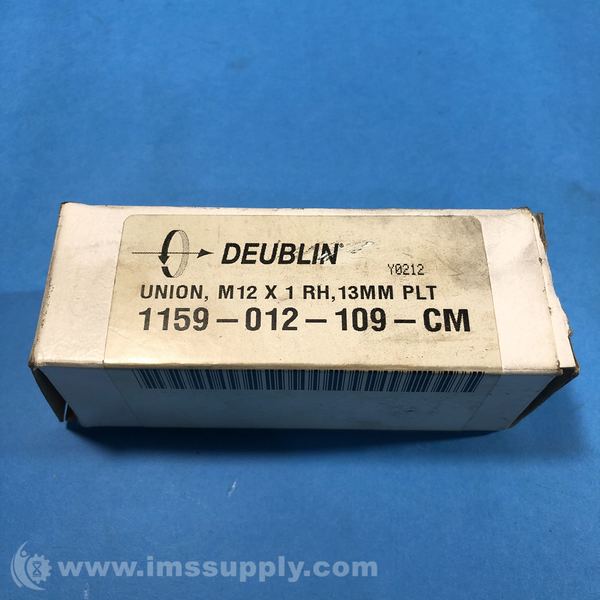 DEUBLIN®
Y0212
UNION, M12 X 1 RH,13MM PLT
1159-012-109-CM
www.imssupply.com